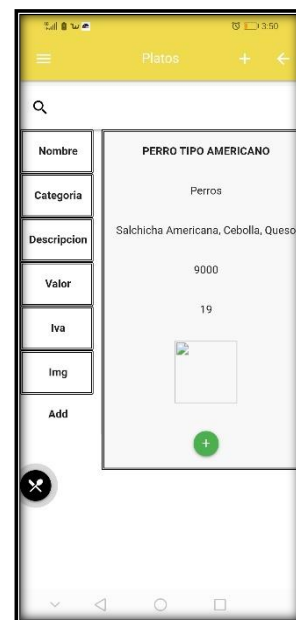 3:50
Platos
Nombre PERRO TIPO AMERICANO
Categoria Perros
Descripcion Salchicha Americana, Cebolla, Queso
Valor 9000
Iva 19
Img
Add